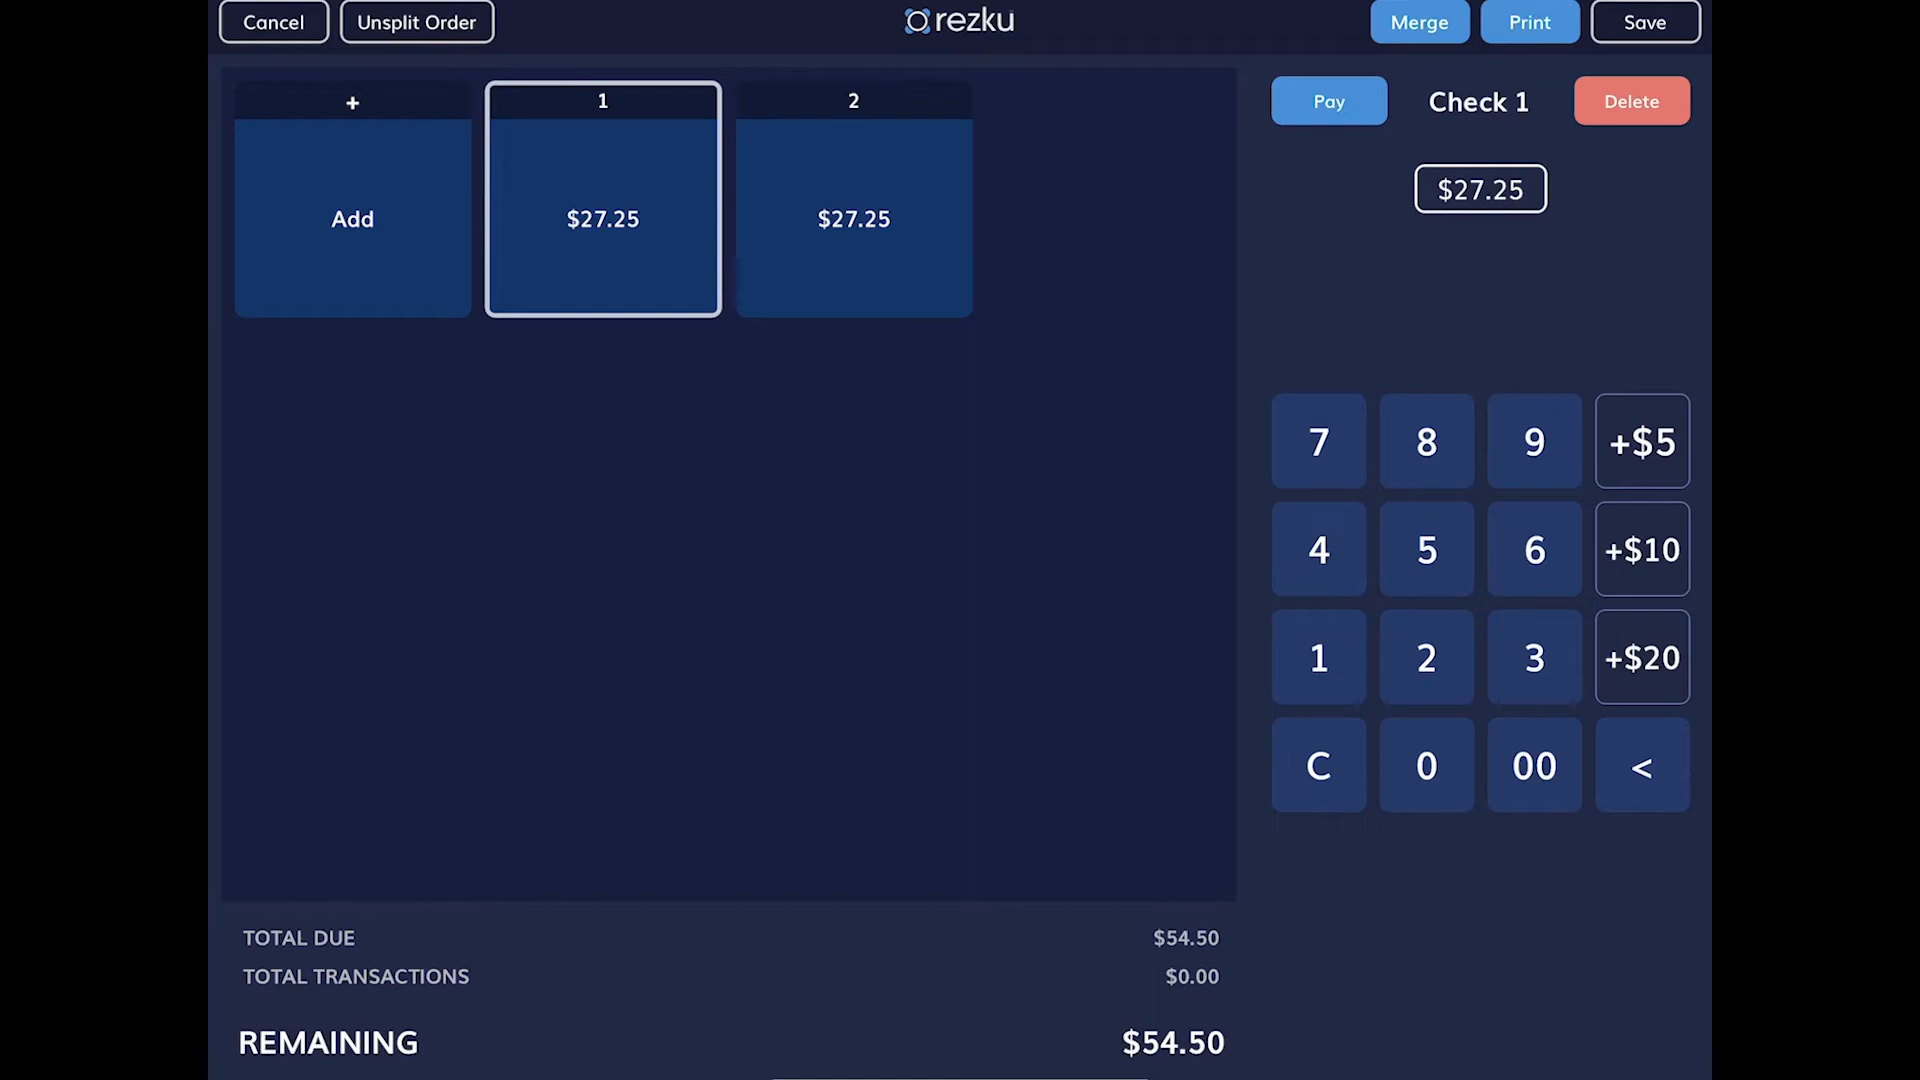 Cancel
Unsplit Order
rezku
Merge
Print
Save
+
1
2
Add
$27.25
$27.25
Pay
Check 1
Delete
$27.25
7
8
9
+$5
4
5
6
+$10
1
2
3
+$20
C
0
00
<
TOTAL DUE
$54.50
TOTAL TRANSACTIONS
$0.00
REMAINING
$54.50